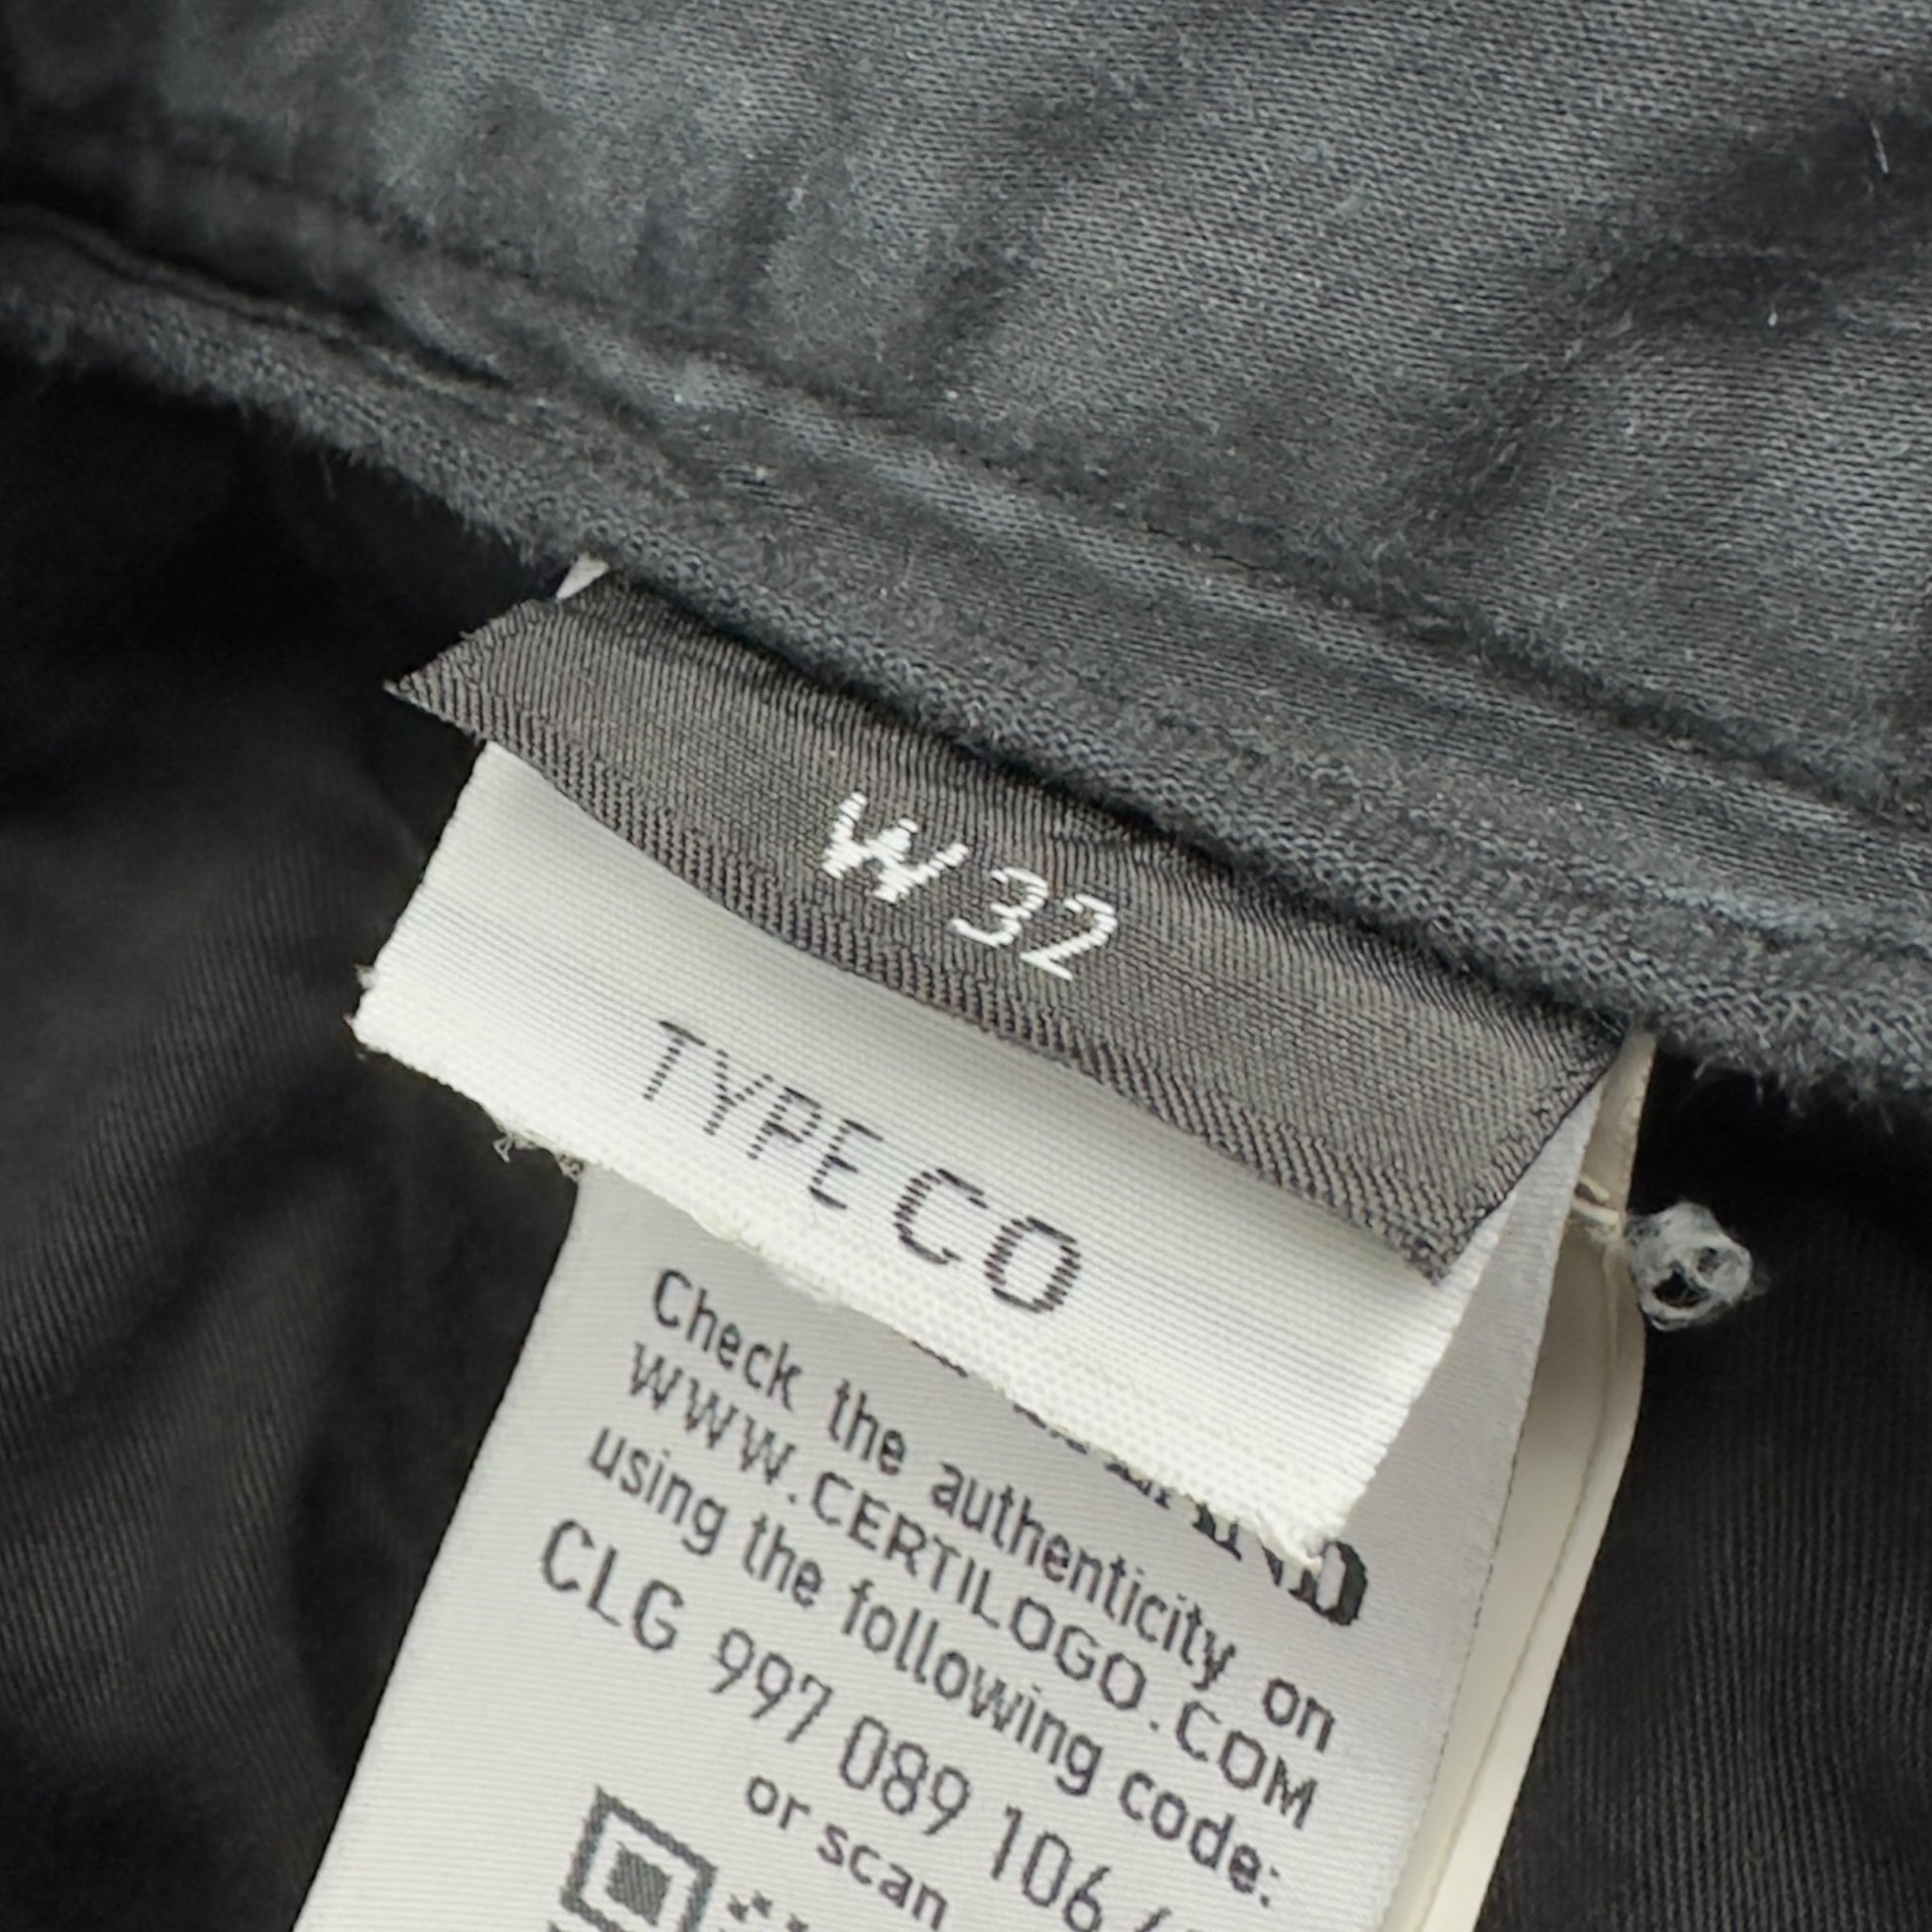 W32
TYPE CO
Check the authenticity on
WWW.CERTILOGO.COM
using the following code:
CLG 997 089 106
or scan